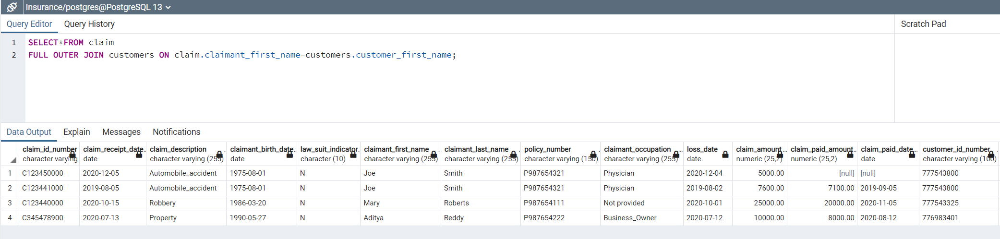 Insurance/postgres@PostgreSQL 13
Query Editor Query History Scratch Pad
1 SELECT*FROM claim
2 FULL OUTER JOIN customers ON claim.claimant_first_name=customers.customer_first_name;
Data Output Explain Messages Notifications
claim_id_number claim_receipt_date.. claim_description . claimant_birth_date.. law_suit_indicator. claimant_first_name . claimant_last_name . policy_number . claimant_occupation ... loss_date claim_amount... claim_paid_amount.. claim_paid_date.. customer_id_number .
character varying date character varying (255) date character (10) character varying (255) character varying (255) character varying (150) character varying (255) date numeric (25,2) numeric (25,2) date character varying (100)
1 C123450000 2020-12-05 Automobile_accident 1975-08-01 N Joe Smith P987654321 Physician 2020-12-04 5000.00 [null] [null] 777543800
2 C123441000 2019-08-05 Automobile_accident 1975-08-01 N Joe Smith P987654321 Physician 2019-08-02 7600.00 7100.00 2019-09-05 777543800
3 C123440000 2020-10-15 Robbery 1986-03-20 N Mary Roberts P987654111 Not provided 2020-10-01 25000.00 20000.00 2020-11-05 777543325
4 C345478900 2020-07-13 Property 1990-05-27 N Aditya Reddy P987654222 Business_Owner 2020-07-12 10000.00 8000.00 2020-08-12 776983401